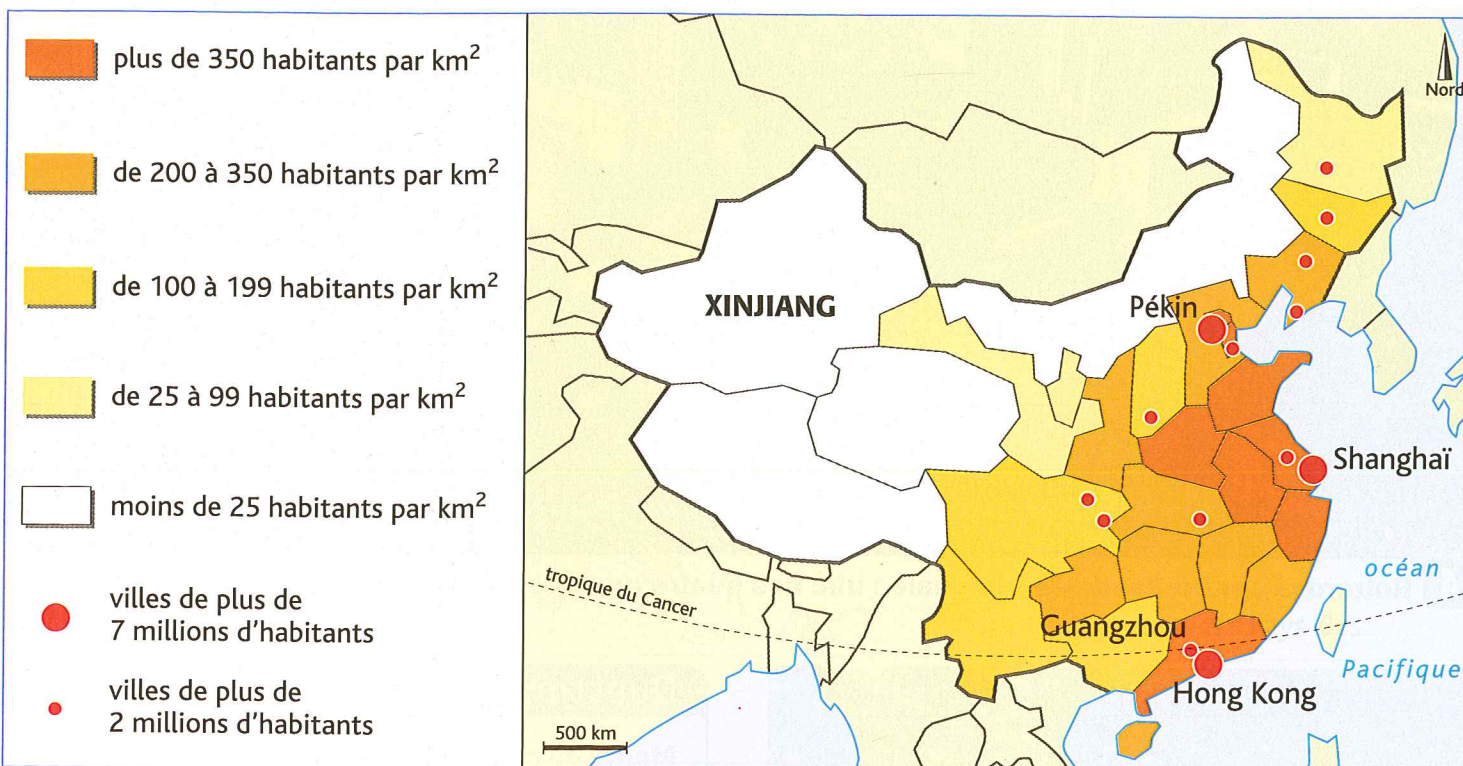 plus de 350 habitants par km²
de 200 à 350 habitants par km²
de 100 à 199 habitants par km²
de 25 à 99 habitants par km²
moins de 25 habitants par km²
villes de plus de
7 millions d'habitants
villes de plus de
2 millions d'habitants
Nord
XINJIANG
Pékin
Shanghaï
océan
tropique du Cancer
Guangzhou
Pacifique
Hong Kong
500 km